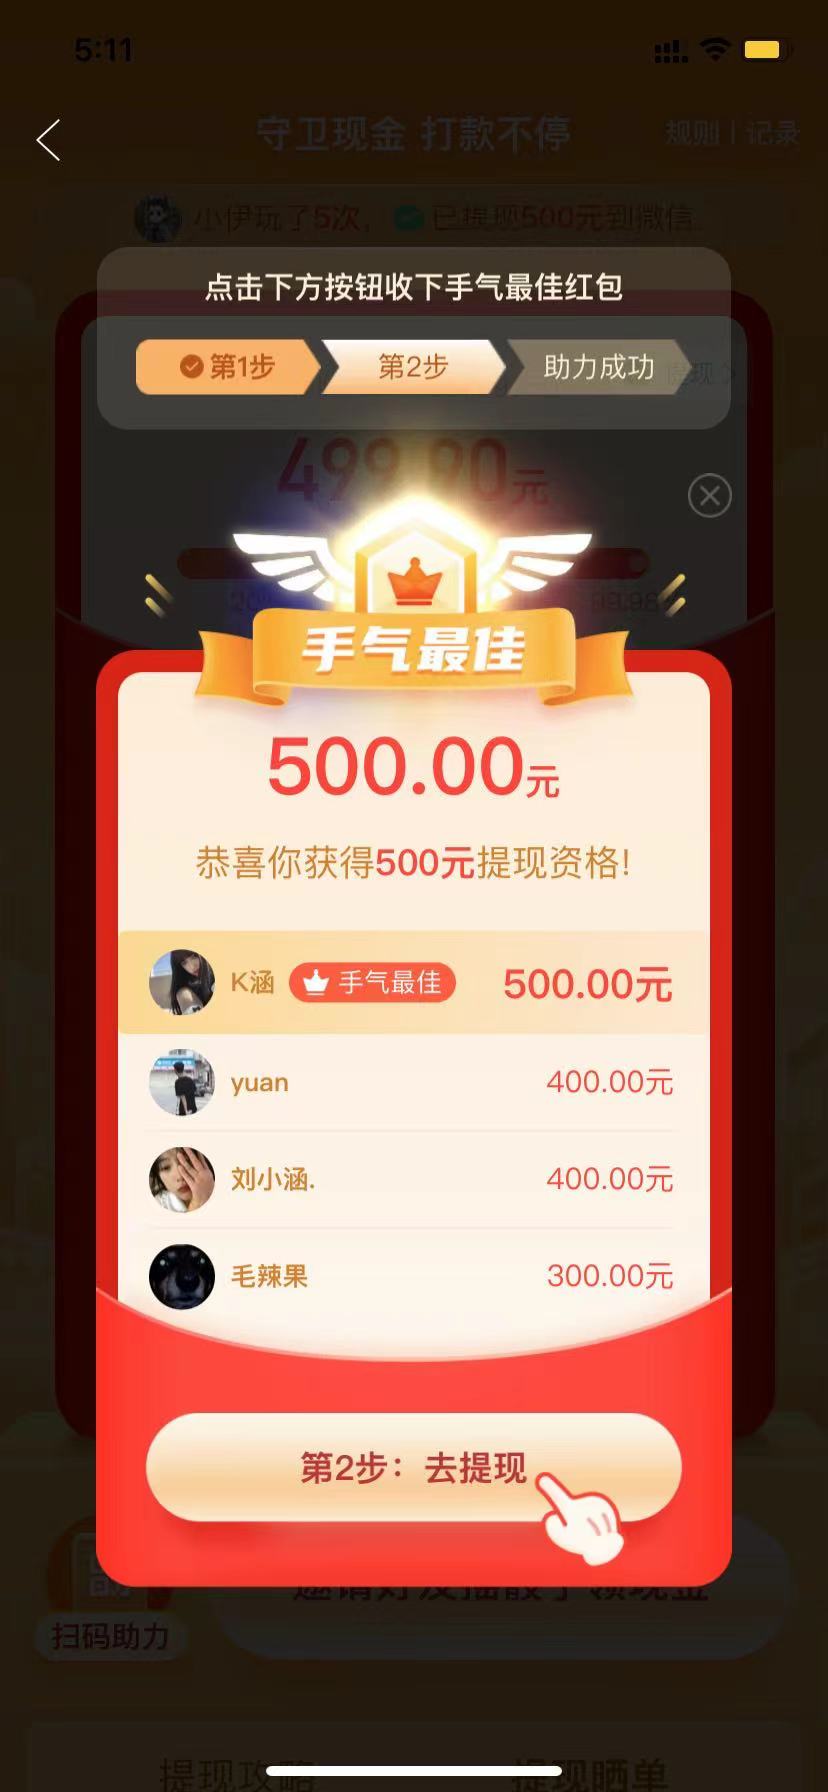 5:11
守卫现金 打款不停
规则 | 记录
小伊玩了5次， 已提现500元到微信
点击下方按钮收下手气最佳红包
第1步
第2步
助力成功
提现 >
499.90元
99.98
手气最佳
500.00元
恭喜你获得500元提现资格!
K涵 手气最佳 500.00元
yuan 400.00元
刘小涵. 400.00元
毛辣果 300.00元
第2步：去提现
邀请好友摇骰子 领现金
扫码助力
提现攻略
提现晒单